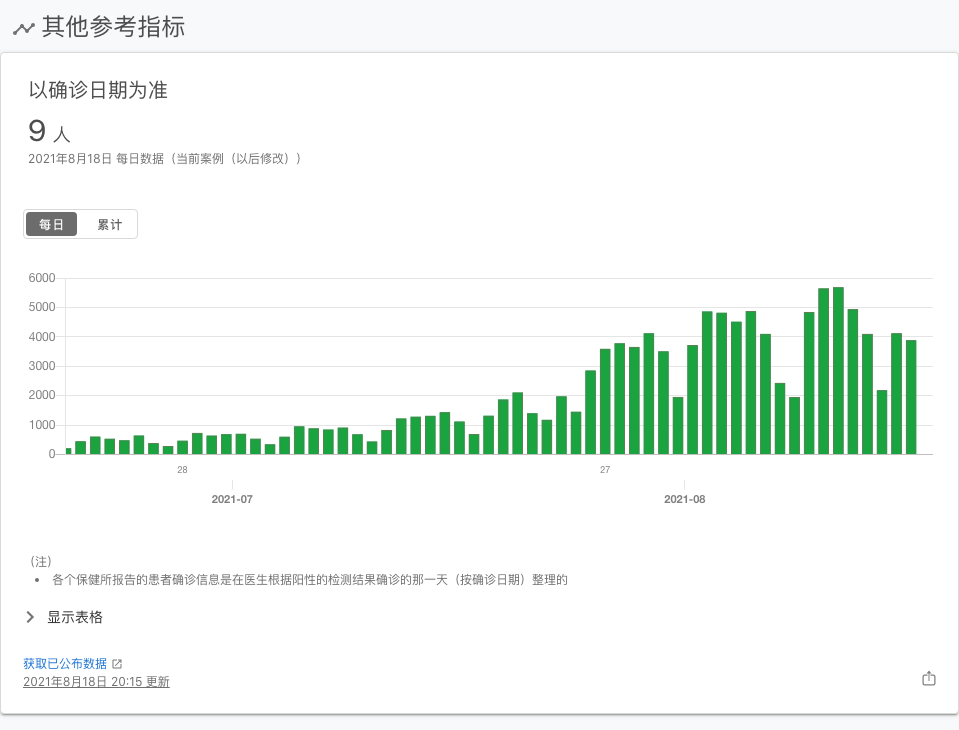 其他参考指标
以确诊日期为准
9 人
2021年8月18日 每日数据（当前案例（以后修改））
每日 累计
6000
5000
4000
3000
2000
1000
0
28 27
2021-07 2021-08
（注）
• 各个保健所报告的患者确诊信息是在医生根据阳性的检测结果确诊的那一天（按确诊日期）整理的
显示表格
获取已公布数据
2021年8月18日 20:15 更新